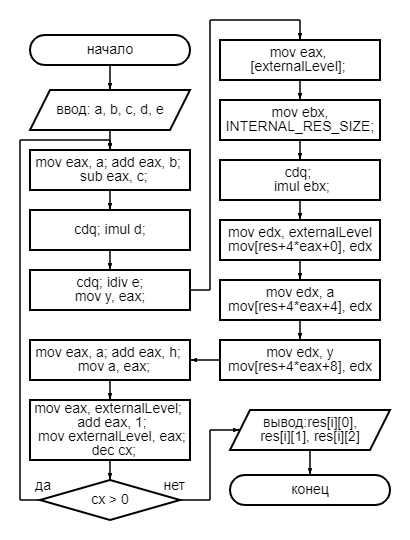 начало
ввод: a, b, c, d, e
mov eax, a; add eax, b;
sub eax, c;
cdq; imul d;
cdq; idiv e;
mov y, eax;
mov eax,
[externalLevel];
mov ebx,
INTERNAL_RES_SIZE;
cdq;
imul ebx;
mov edx, externalLevel
mov[res+4*eax+0], edx
mov edx, a
mov[res+4*eax+4], edx
mov edx, y
mov[res+4*eax+8], edx
mov eax, a; add eax, h;
mov a, eax;
mov eax, externalLevel;
add eax, 1;
mov externalLevel, eax;
dec cx;
да
cx > 0
нет
вывод:res[i][0],
res[i][1], res[i][2]
конец